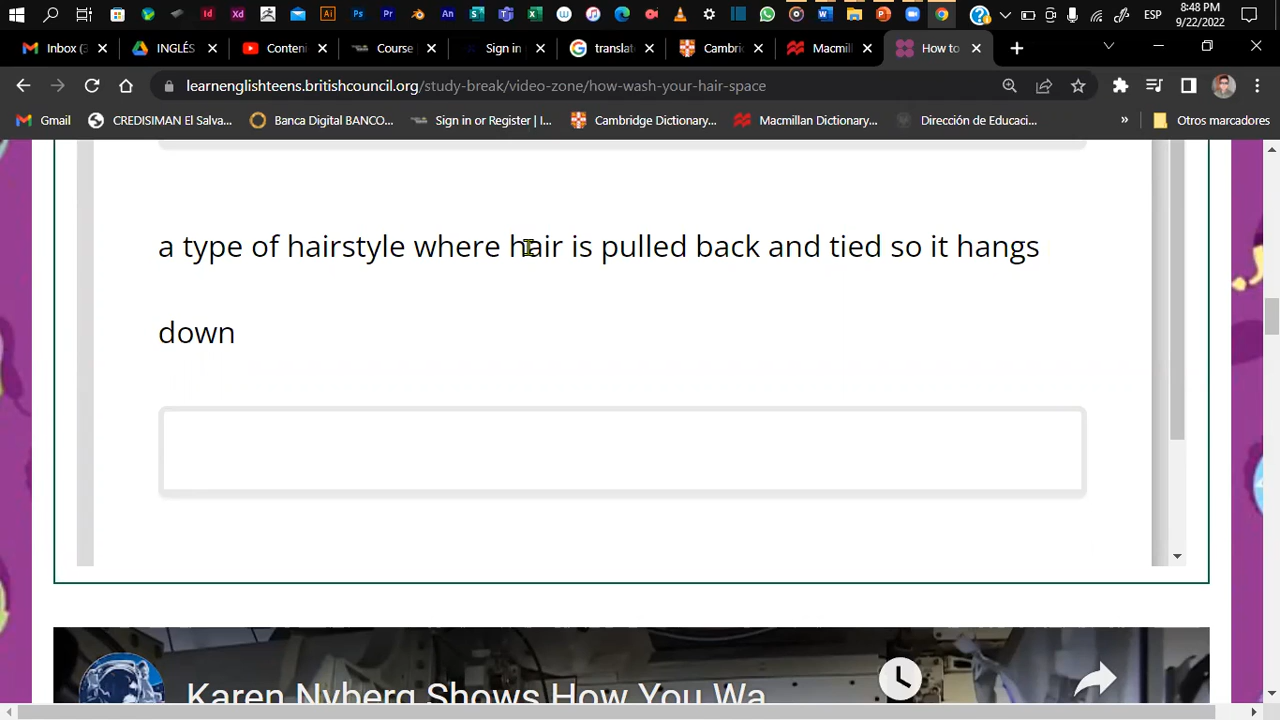 8:48 PM
ESP
9/22/2022
Inbox (3
INGLÉS
Conten
Course
Sign in
translat
Cambri
Macmil
How to
learnenglishteens.britishcouncil.org/study-break/video-zone/how-wash-your-hair-space
Gmail
CREDISIMAN El Salva...
Banca Digital BANCO...
Sign in or Register | I...
Cambridge Dictionary...
Macmillan Dictionary...
Dirección de Educaci...
»
Otros marcadores
a type of hairstyle where hair is pulled back and tied so it hangs
down
Karen Nyberg Shows How You Wa